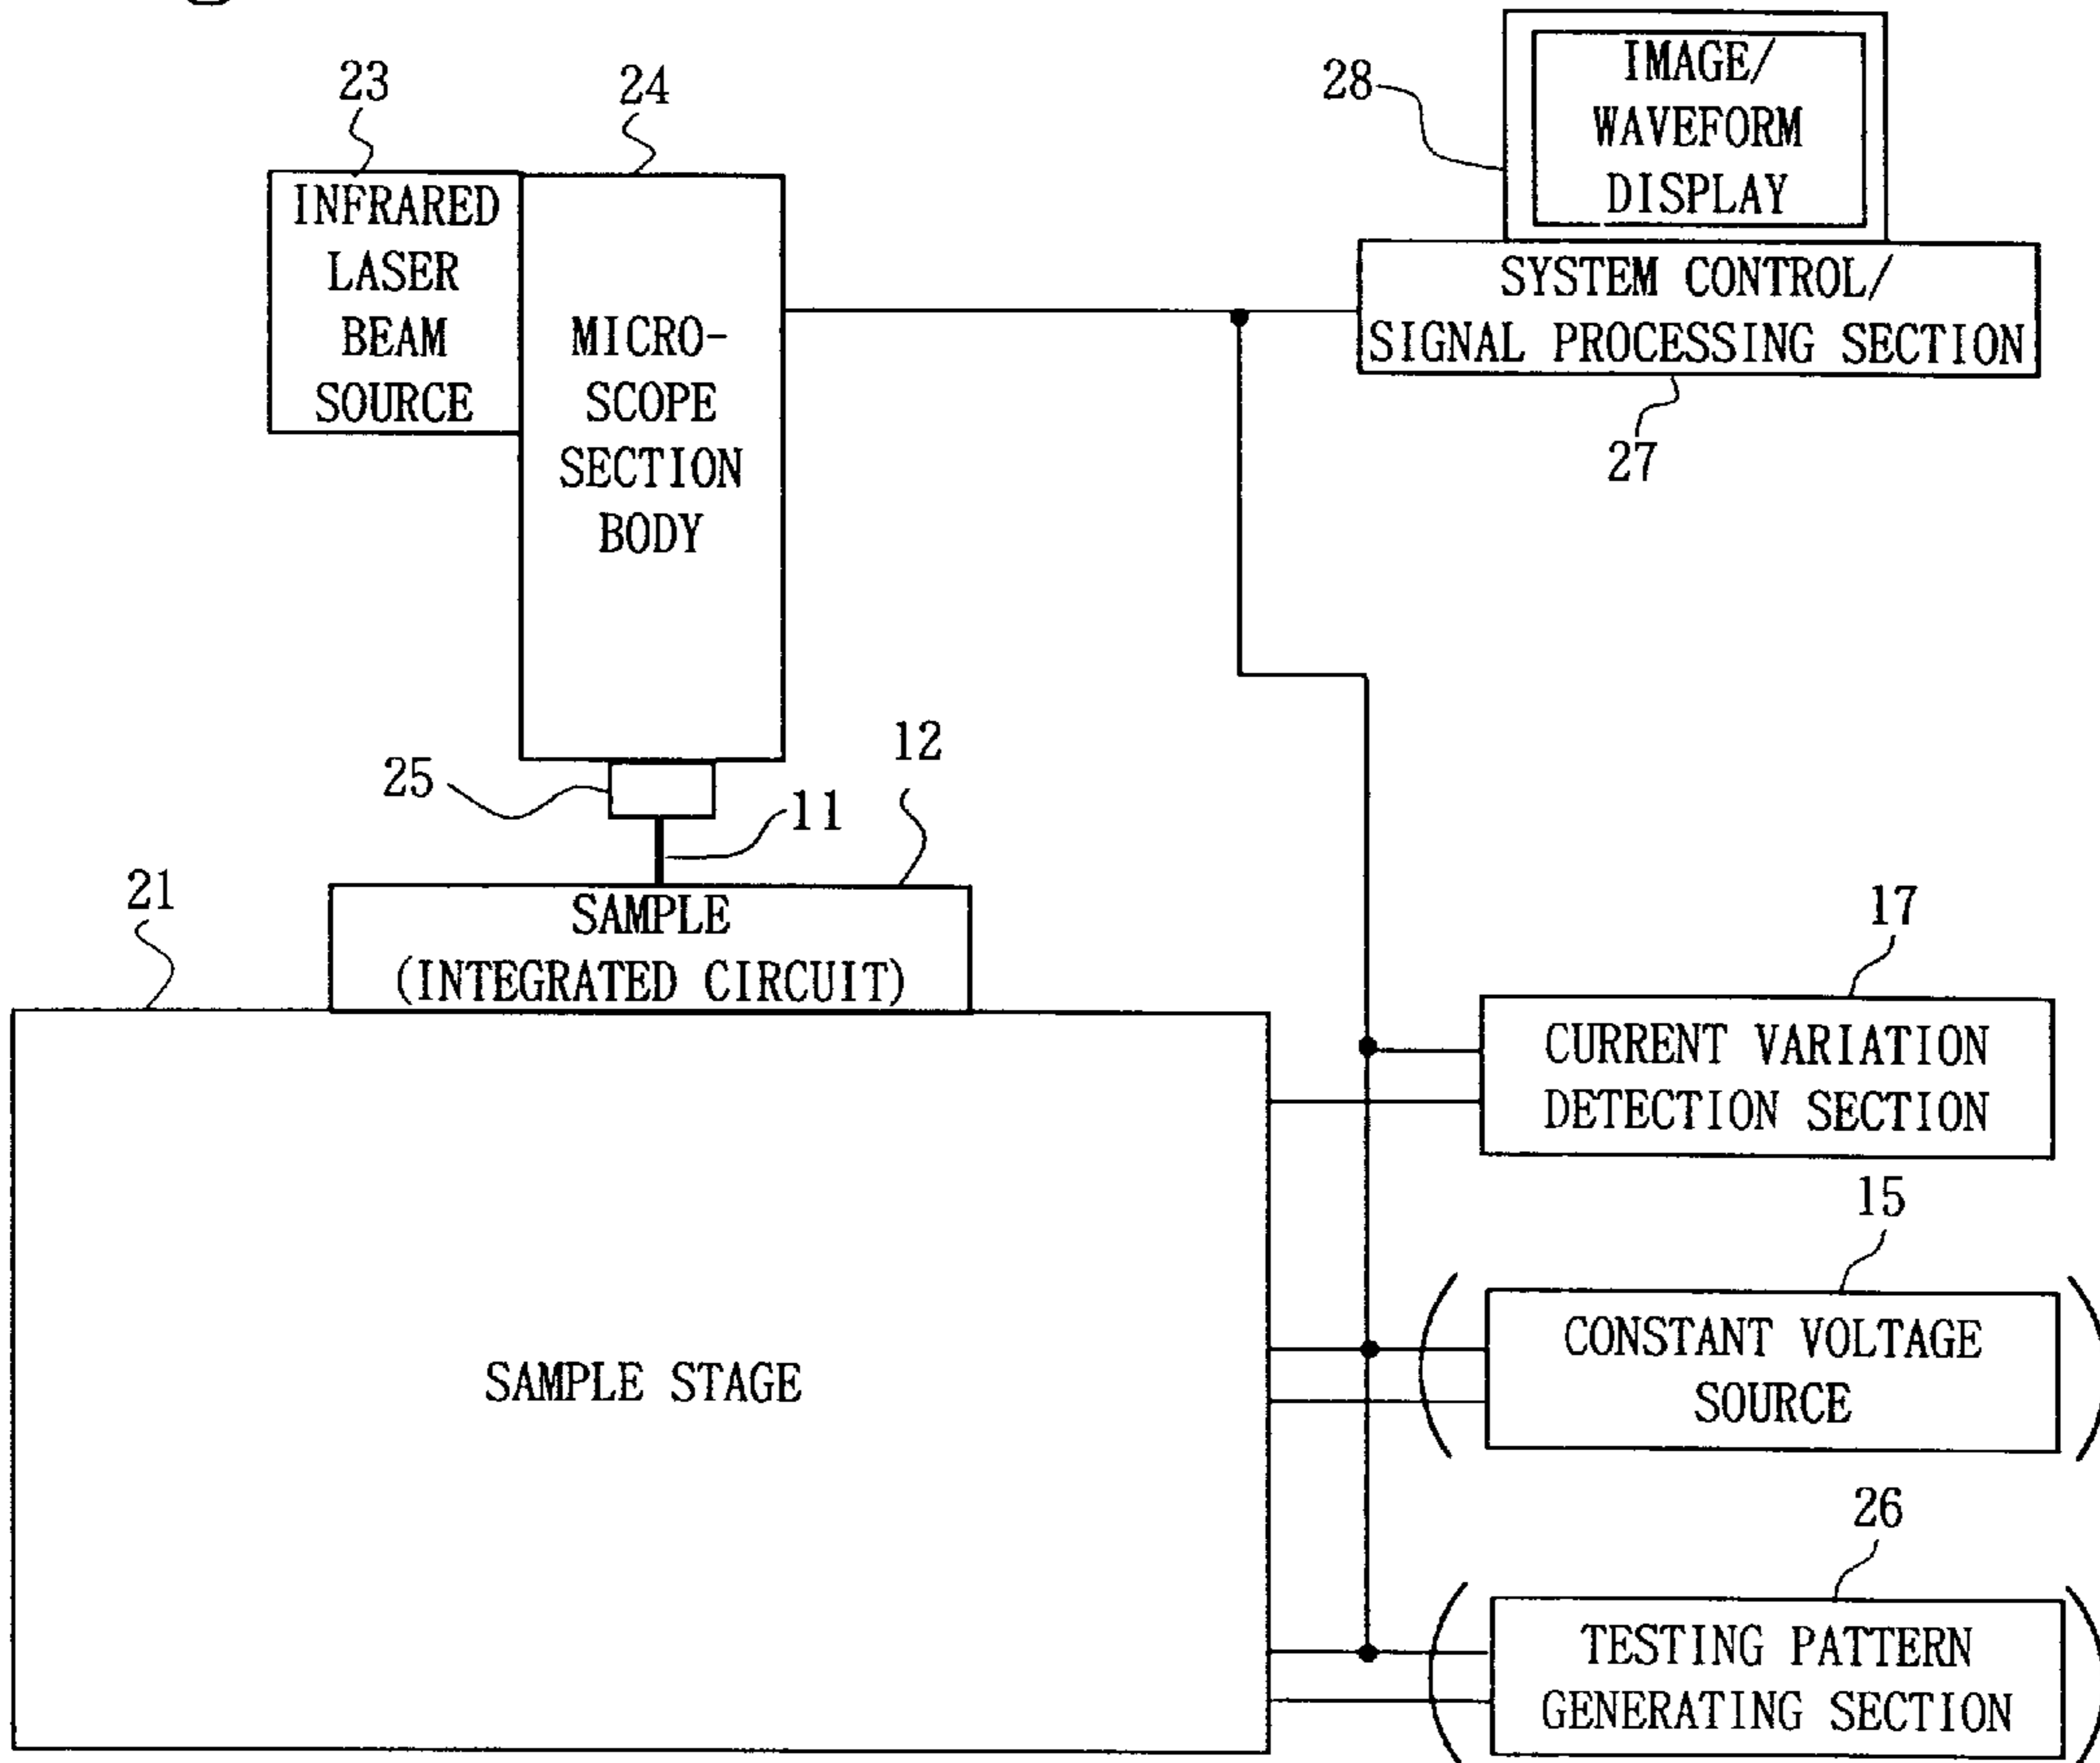 23
24
28
IMAGE/
WAVEFORM
DISPLAY
INFRARED
LASER
BEAM
SOURCE
MICRO-
SCOPE
SECTION
BODY
SYSTEM CONTROL/
SIGNAL PROCESSING SECTION
27
12
25
11
21
SAMPLE
(INTEGRATED CIRCUIT)
17
CURRENT VARIATION
DETECTION SECTION
15
SAMPLE STAGE
( CONSTANT VOLTAGE
SOURCE )
26
( TESTING PATTERN
GENERATING SECTION )